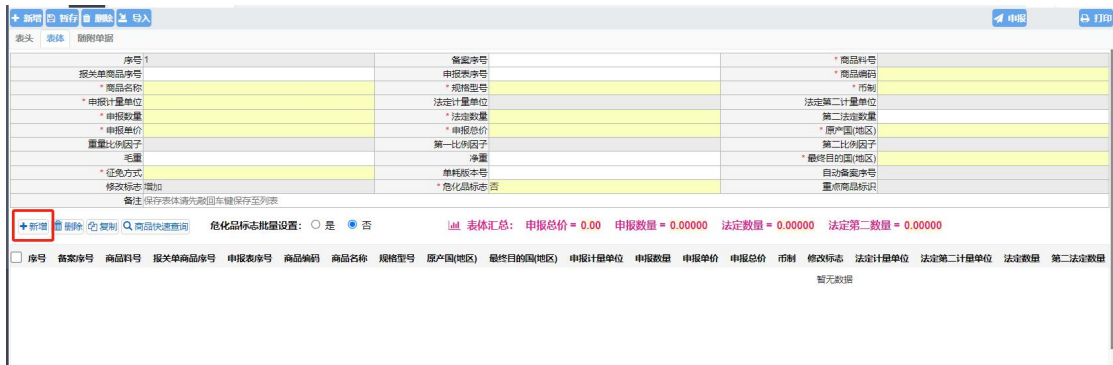 新增 暂存 删除 导入 申报 打印
表头 表体 随附单据
序号 1 备案序号 * 商品料号
报关单商品序号 申报表序号 * 商品编码
* 商品名称 * 规格型号 * 币制
* 申报计量单位 法定计量单位 法定第二计量单位
* 申报数量 * 法定数量 第二法定数量
* 申报单价 * 申报总价 * 原产国(地区)
重量比例因子 第一比例因子 第二比例因子
毛重 净重 * 最终目的国(地区)
* 征免方式 单耗版本号 自动备案序号
修改标志 增加 * 危化品标志 否 重点商品标识
备注 保存表体请先敲回车键保存至列表
新增 删除 复制 商品快速查询 危化品标志批量设置: 是 否 表体汇总: 申报总价 = 0.00 申报数量 = 0.00000 法定数量 = 0.00000 法定第二数量 = 0.00000
序号 备案序号 商品料号 报关单商品序号 申报表序号 商品编码 商品名称 规格型号 原产国(地区) 最终目的国(地区) 申报计量单位 申报数量 申报单价 申报总价 币制 修改标志 法定计量单位 法定第二计量单位 法定数量 第二法定数量
暂无数据